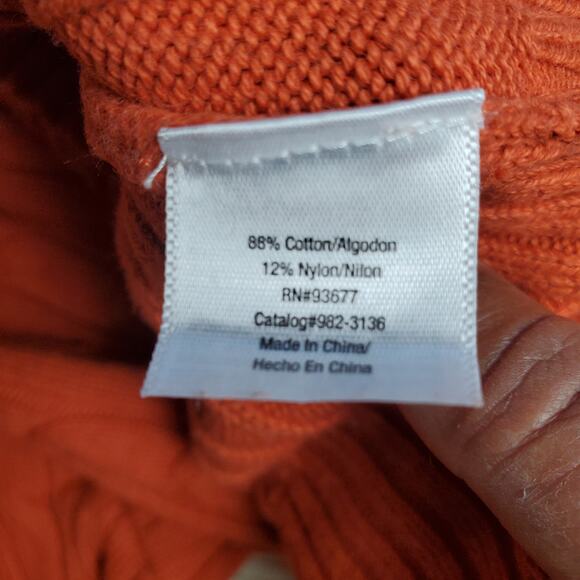 88% Cotton/Algodon
12% Nylon/Nilon
RN#93677
Catalog#982-3136
Made In China/
Hecho En China